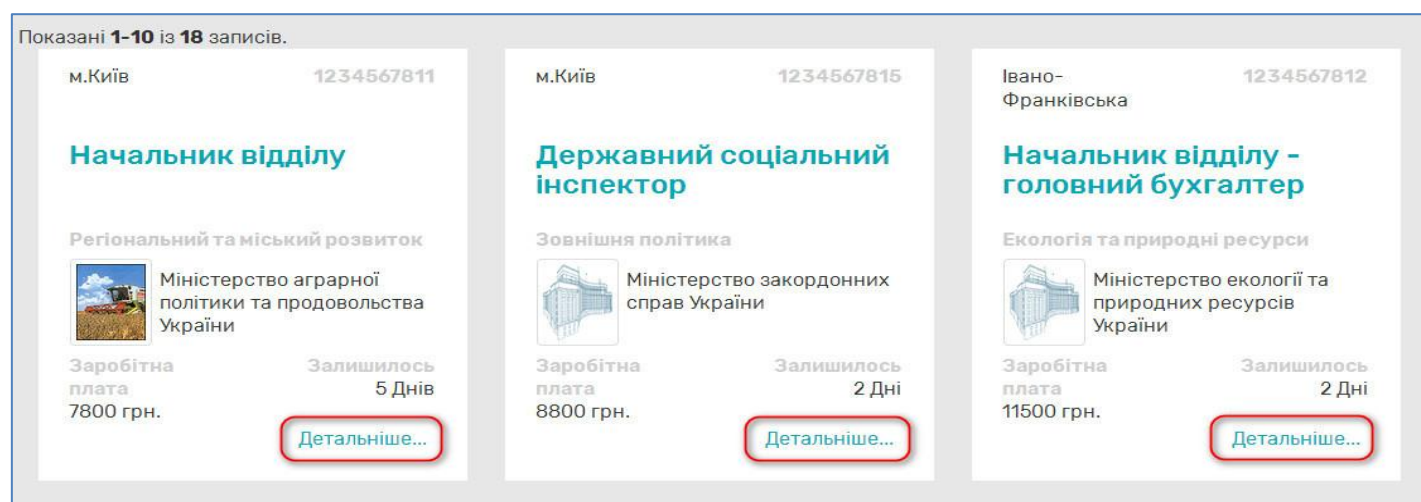 Показані 1-10 із 18 записів.
м.Київ 1234567811
Начальник відділу
Регіональний та міський розвиток
Міністерство аграрної
політики та продовольства
України
Заробітна Залишилось
плата 5 Днів
7800 грн.
Детальніше...
м.Київ 1234567815
Державний соціальний
інспектор
Зовнішня політика
Міністерство закордонних
справ України
Заробітна Залишилось
плата 2 Дні
8800 грн.
Детальніше...
Івано- 1234567812
Франківська
Начальник відділу -
головний бухгалтер
Екологія та природні ресурси
Міністерство екології та
природних ресурсів
України
Заробітна Залишилось
плата 2 Дні
11500 грн.
Детальніше...